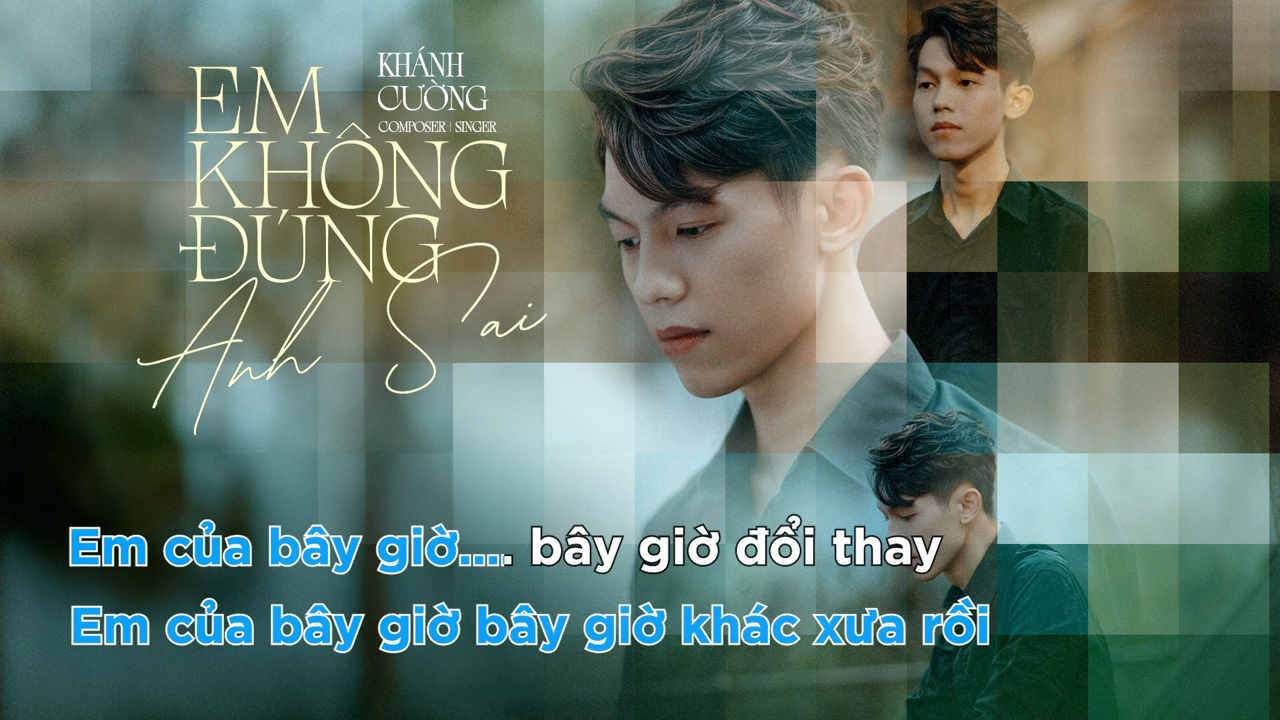 EM
KHÔNG
ĐÚNG
Anh Sai
KHÁNH
CƯỜNG
COMPOSER | SINGER
Em của bây giờ.... bây giờ đổi thay
Em của bây giờ bây giờ khác xưa rồi